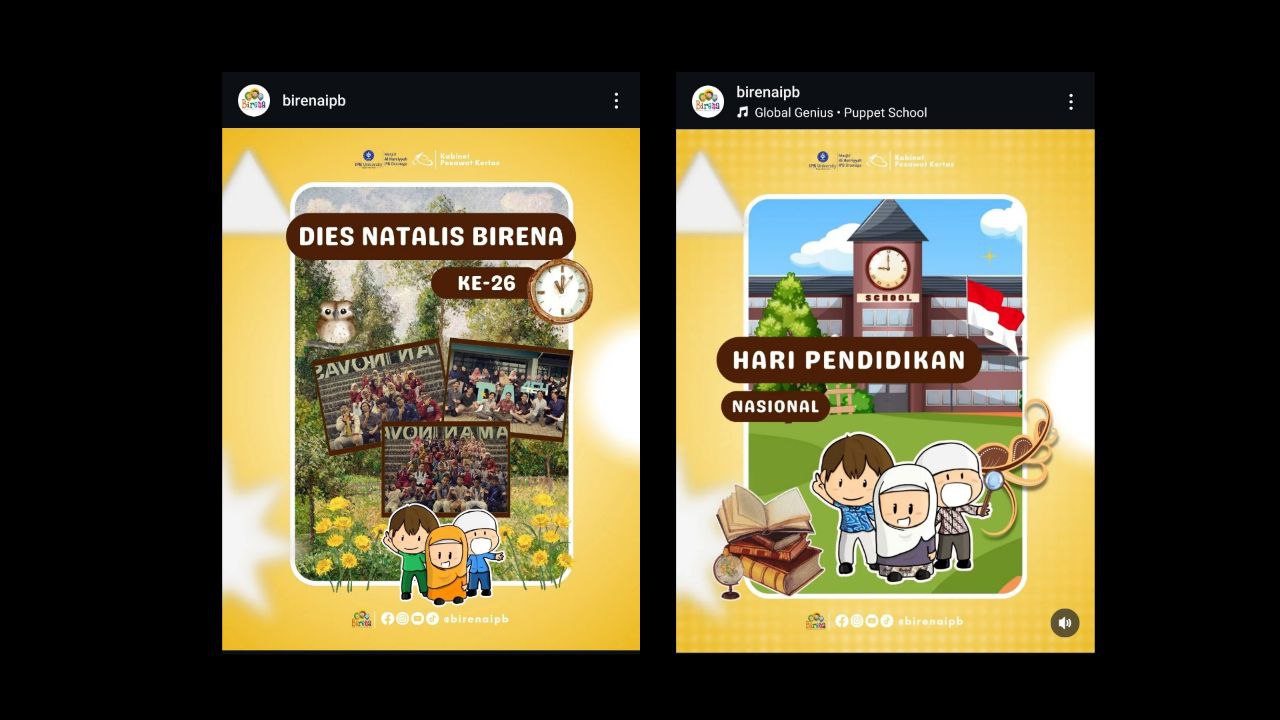 birenaipb
IPB University
Masjid
Al Hurriyyah
IPB Dramaga
Kabinet
Pesawat Kertas
DIES NATALIS BIRENA
KE-26
Birena
@birenaipb
birenaipb
Global Genius • Puppet School
IPB University
Masjid
Al Hurriyyah
IPB Dramaga
Kabinet
Pesawat Kertas
SCHOOL
HARI PENDIDIKAN
NASIONAL
Birena
@birenaipb